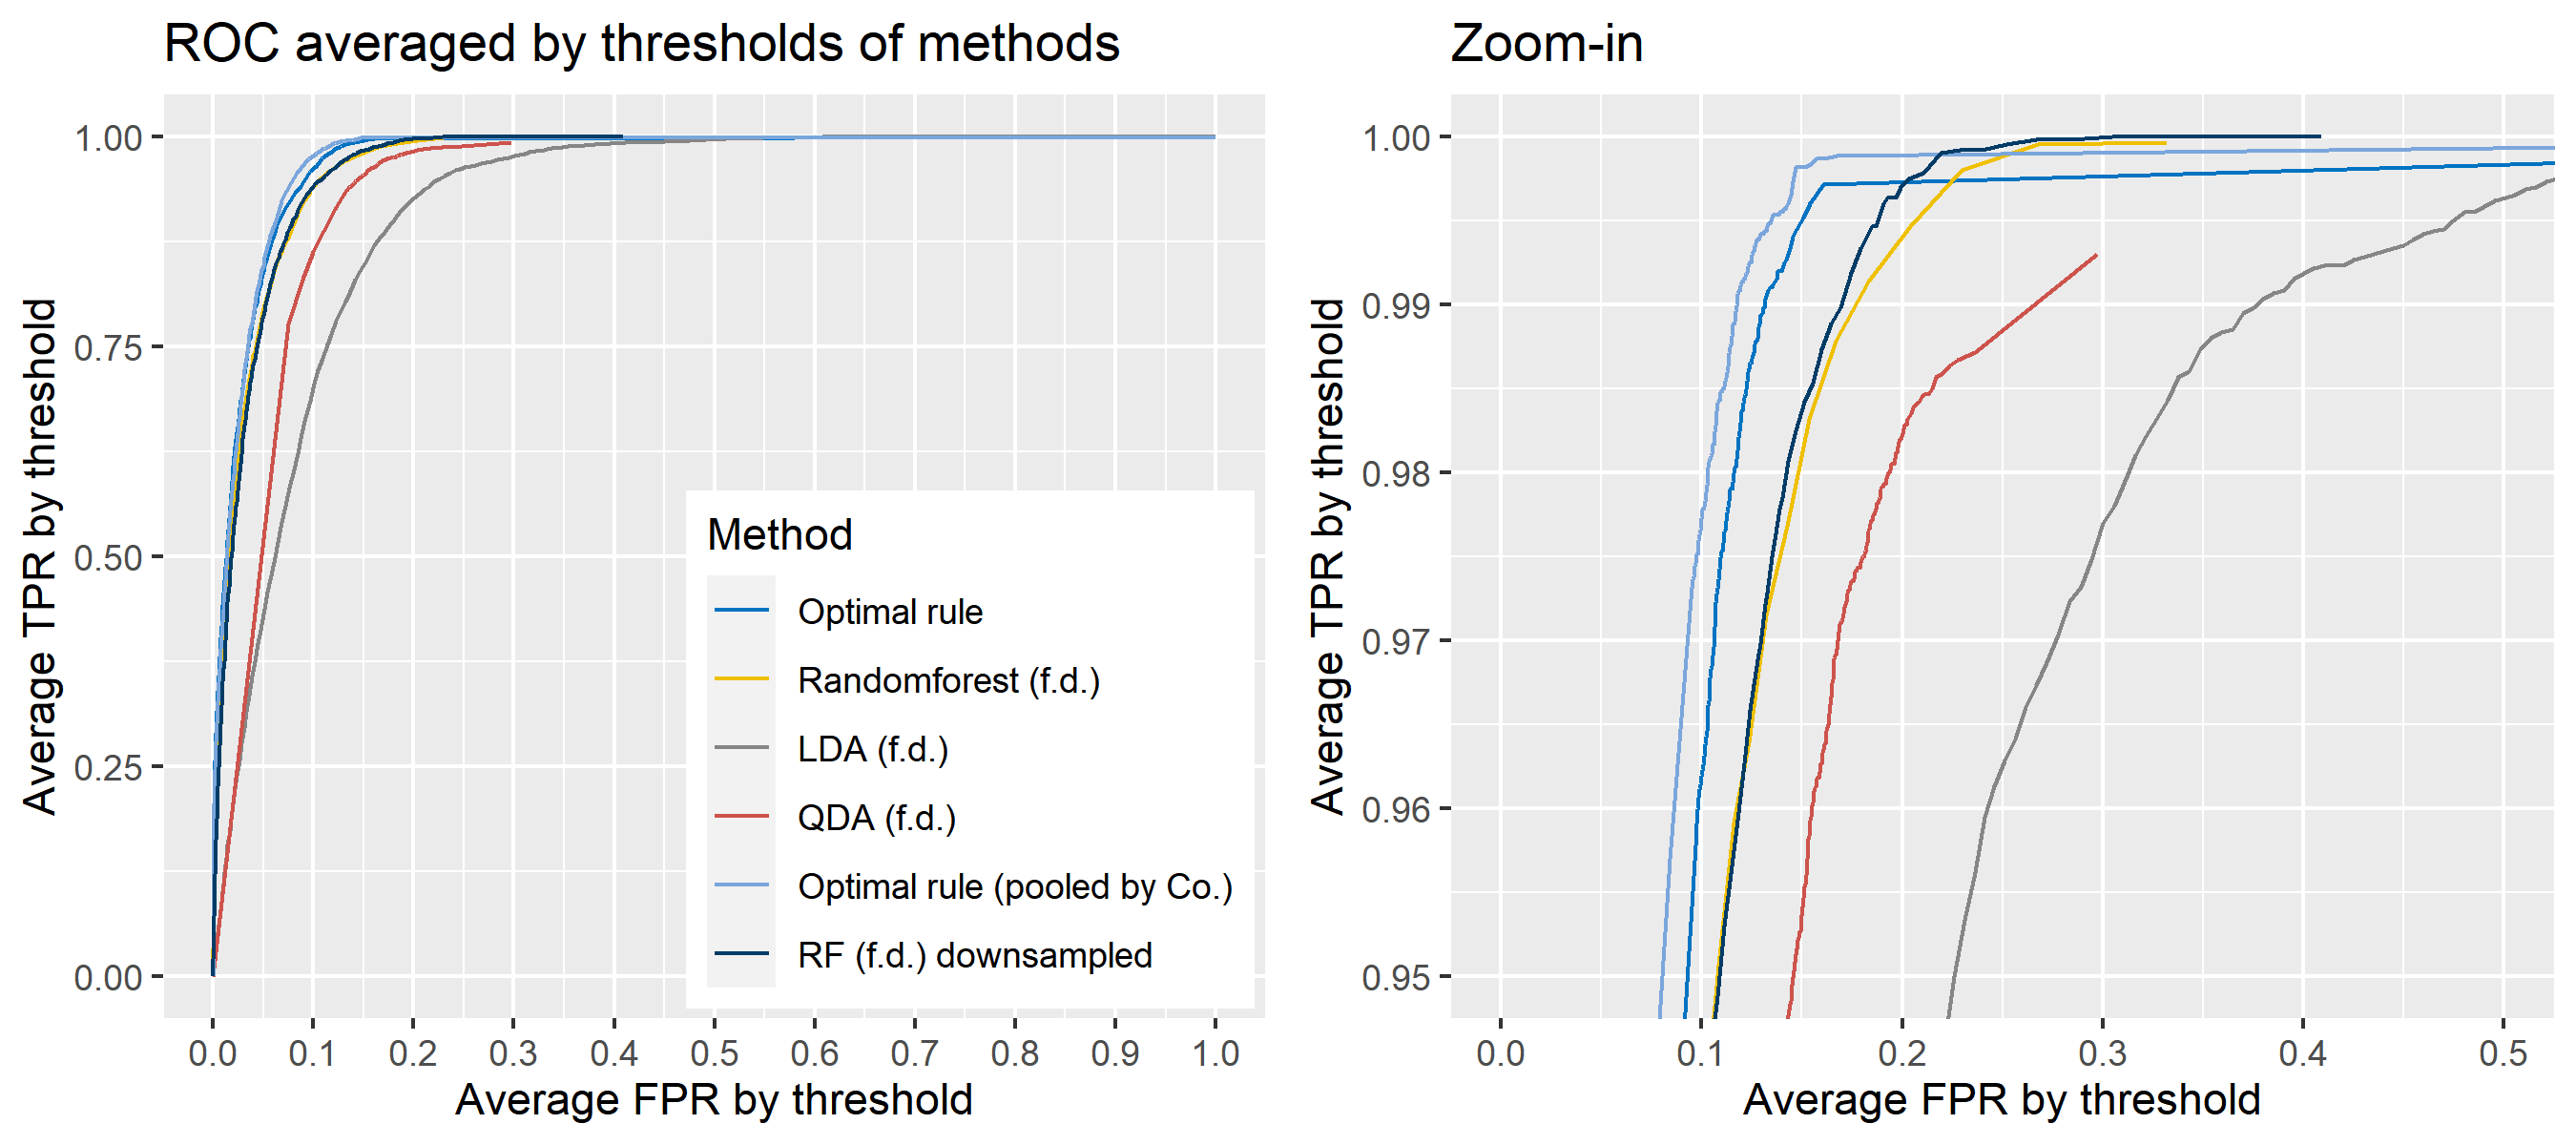 ROC averaged by thresholds of methods
Average TPR by threshold
1.00
0.75
0.50
0.25
0.00
Method
Optimal rule
Randomforest (f.d.)
LDA (f.d.)
QDA (f.d.)
Optimal rule (pooled by Co.)
RF (f.d.) downsampled
0.0 0.1 0.2 0.3 0.4 0.5 0.6 0.7 0.8 0.9 1.0
Average FPR by threshold
Zoom-in
Average TPR by threshold
1.00
0.99
0.98
0.97
0.96
0.95
0.0 0.1 0.2 0.3 0.4 0.5
Average FPR by threshold